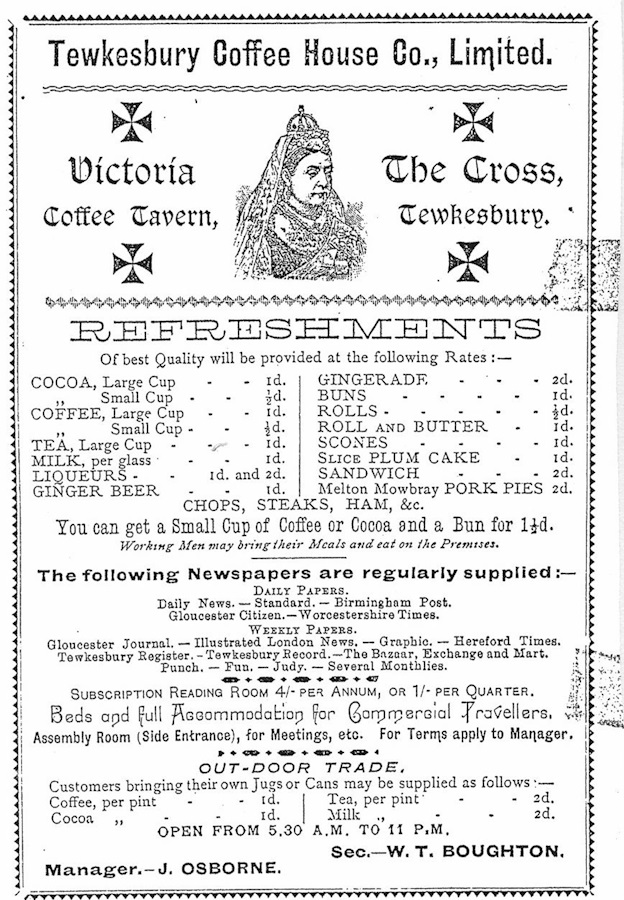 Tewkesbury Coffee House Co., Limited.
Victoria
Coffee Tavern,
The Cross,
Tewkesbury.
REFRESHMENTS
Of best Quality will be provided at the following Rates :—
COCOA, Large Cup - - 1d.
„ Small Cup - - ½d.
COFFEE, Large Cup - 1d.
„ Small Cup - - ½d.
TEA, Large Cup - - - 1d.
MILK, per glass - - 1d.
LIQUEURS - - 1d. and 2d.
GINGER BEER - - 1d.
GINGERADE - - - 2d.
BUNS - - - - - 1d.
ROLLS - - - - - ½d.
ROLL AND BUTTER - 1d.
SCONES - - - - 1d.
SLICE PLUM CAKE - - 1d.
SANDWICH - - - 2d.
Melton Mowbray PORK PIES 2d.
CHOPS, STEAKS, HAM, &c.
You can get a Small Cup of Coffee or Cocoa and a Bun for 1½d.
Working Men may bring their Meals and eat on the Premises.
The following Newspapers are regularly supplied :—
DAILY PAPERS.
Daily News. — Standard. — Birmingham Post.
Gloucester Citizen.—Worcestershire Times.
WEEKLY PAPERS.
Gloucester Journal. — Illustrated London News. — Graphic. — Hereford Times.
Tewkesbury Register. - Tewkesbury Record.—The Bazaar, Exchange and Mart.
Punch. — Fun. — Judy. — Several Monthlies.
SUBSCRIPTION READING ROOM 4/- PER ANNUM, OR 1/- PER QUARTER.
Beds and full Accommodation for Commercial Travellers.
Assembly Room (Side Entrance), for Meetings, etc. For Terms apply to Manager.
OUT-DOOR TRADE.
Customers bringing their own Jugs or Cans may be supplied as follows :—
Coffee, per pint - - 1d.
Cocoa „ - - 1d.
Tea, per pint - - 2d.
Milk „ - - 2d.
OPEN FROM 5.30 A.M. TO 11 P.M.
Sec.—W. T. BOUGHTON.
Manager.—J. OSBORNE.